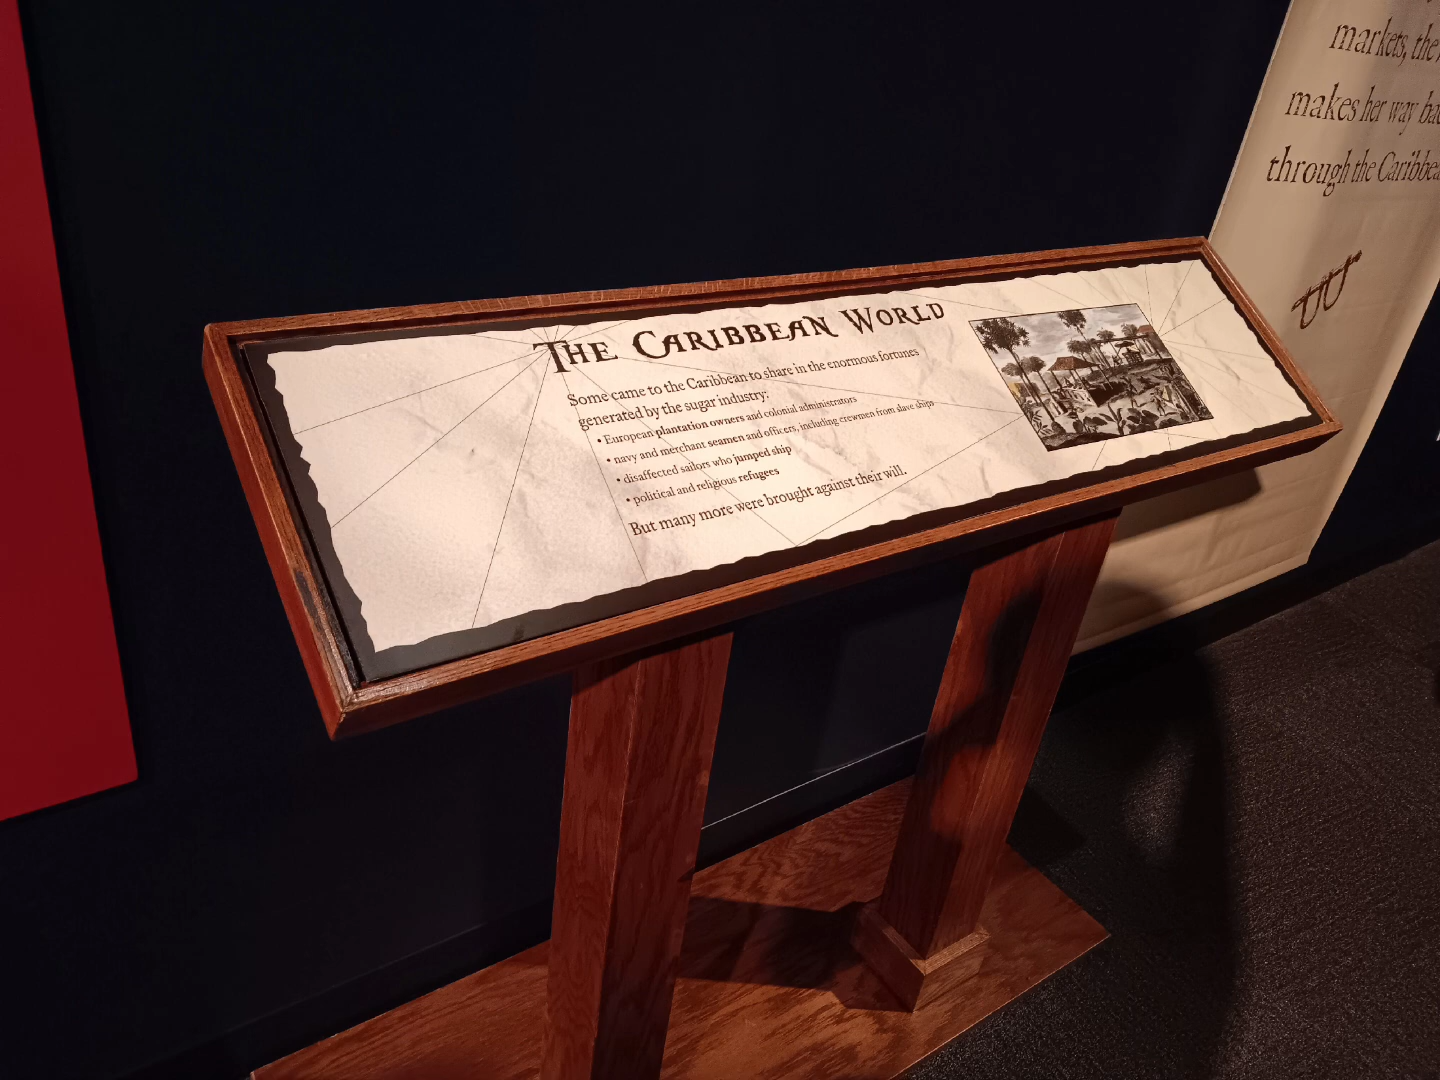 THE CARIBBEAN WORLD
Some came to the Caribbean to share in the enormous fortunes
generated by the sugar industry:
• European plantation owners and colonial administrators
• navy and merchant seamen and officers, including crewmen from slave ships
• disaffected sailors who jumped ship
• political and religious refugees
But many more were brought against their will.
markets, the
makes her way
through the